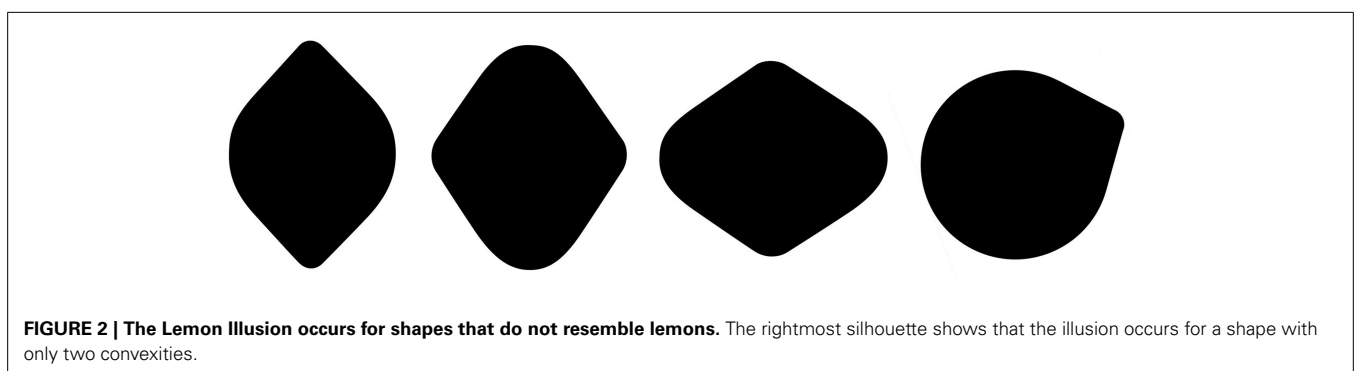 FIGURE 2 | The Lemon Illusion occurs for shapes that do not resemble lemons. The rightmost silhouette shows that the illusion occurs for a shape with
only two convexities.